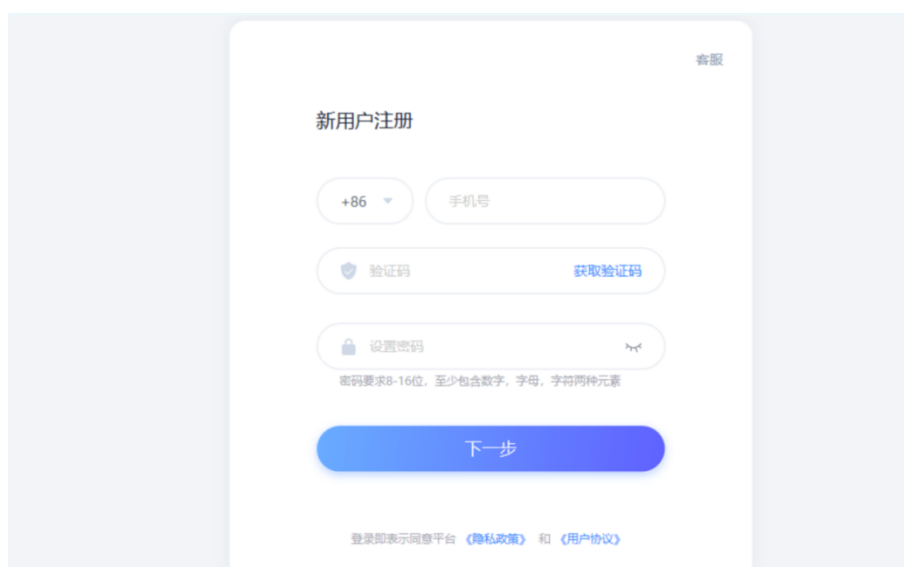 客服
新用户注册
+86 手机号
验证码 获取验证码
设置密码
密码要求8-16位，至少包含数字，字母，字符两种元素
下一步
登录即表示同意平台《隐私政策》 和 《用户协议》